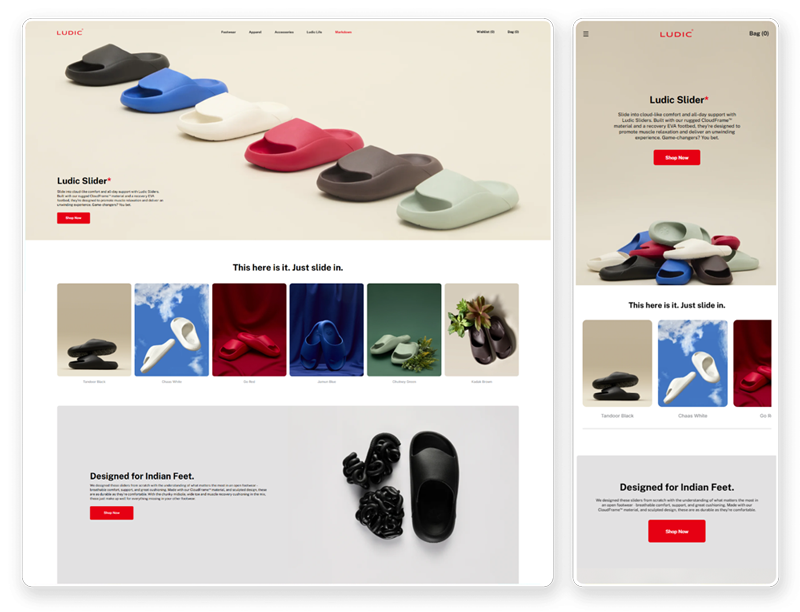 LUDIC
Footwear Apparel Accessories Ludic Life Markdown
Wishlist (0) Bag (0)
Ludic Slider*
Slide into cloud-like comfort and all-day support with Ludic Sliders.
Built with our rugged CloudFrame™ material and a recovery EVA
footbed, they're designed to promote muscle relaxation and deliver an
unwinding experience. Game-changers? You bet.
Shop Now
This here is it. Just slide in.
Tandoor Black
Chaas White
Go Red
Kulfid Brown
Designed for Indian Feet.
We designed these sliders from scratch with the understanding of what matters the most in an open footwear -
breathable comfort, support, and great cushioning. Made with our CloudFrame™ material, and sculpted design, these
are as durable as they're comfortable.
Shop Now
LUDIC
Bag (0)
Ludic Slider*
Slide into cloud-like comfort and all-day support with
Ludic Sliders. Built with our rugged CloudFrame™
material and a recovery EVA footbed, they're designed to
promote muscle relaxation and deliver an unwinding
experience. Game-changers? You bet.
Shop Now
This here is it. Just slide in.
Tandoor Black
Chaas White
Go R
Designed for Indian Feet.
We designed these sliders from scratch with the understanding of what matters the most in
an open footwear - breathable comfort, support, and great cushioning. Made with our
CloudFrame™ material, and sculpted design, these are as durable as they're comfortable.
Shop Now